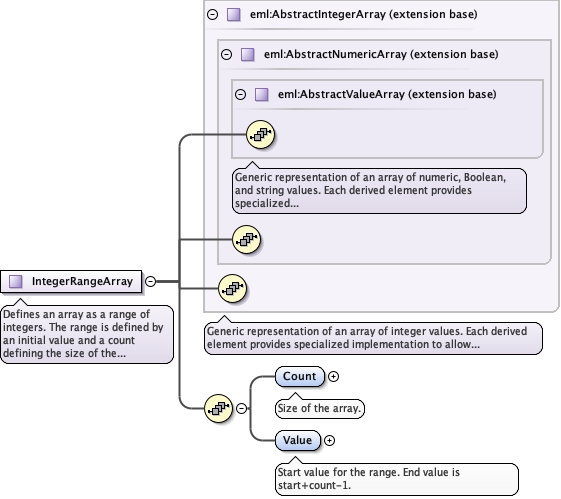 eml:AbstractIntegerArray (extension base)
eml:AbstractNumericArray (extension base)
eml:AbstractValueArray (extension base)
Generic representation of an array of numeric, Boolean,
and string values. Each derived element provides
specialized...
IntegerRangeArray
Defines an array as a range of
integers. The range is defined by
an initial value and a count
defining the size of the...
Generic representation of an array of integer values. Each derived
element provides specialized implementation to allow...
Count
Size of the array.
Value
Start value for the range. End value is
start+count-1.